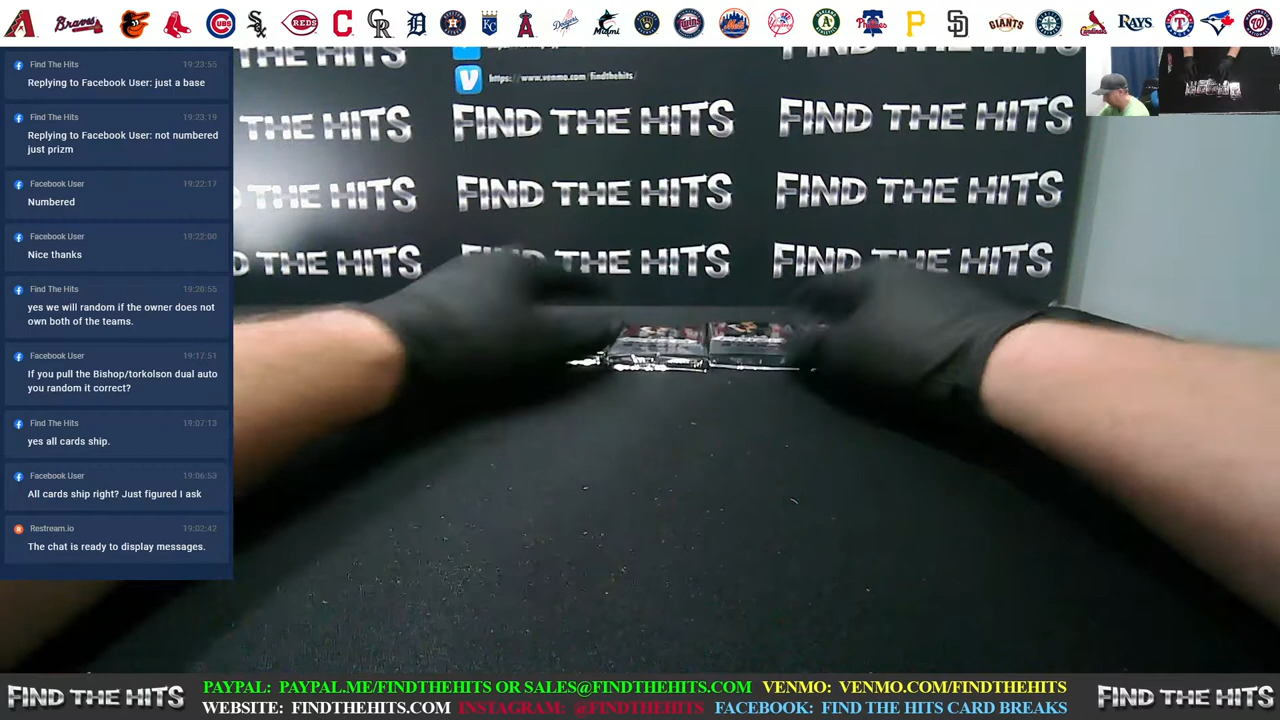 Find The Hits 19:23:55
Replying to Facebook User: just a base
Find The Hits 19:23:19
Replying to Facebook User: not numbered
just prizm
Facebook User 19:22:17
Numbered
Facebook User 19:22:00
Nice thanks
Find The Hits 19:20:55
yes we will random if the owner does not
own both of the teams.
Facebook User 19:17:51
If you pull the Bishop/torkolson dual auto
you random it correct?
Find The Hits 19:07:13
yes all cards ship.
Facebook User 19:06:53
All cards ship right? Just figured I ask
Restream.io 19:02:42
The chat is ready to display messages.
https://www.venmo.com/findthehits/
THE HITS FIND THE HITS FIND THE HITS
THE HITS FIND THE HITS FIND THE HITS
THE HITS FIND THE HITS FIND THE HITS
FIND THE HITS
PAYPAL: PAYPAL.ME/FINDTHEHITS OR SALES@FINDTHEHITS.COM VENMO: VENMO.COM/FINDTHEHITS
WEBSITE: FINDTHEHITS.COM INSTAGRAM: @FINDTHEHITS FACEBOOK: FIND THE HITS CARD BREAKS
FIND THE HITS